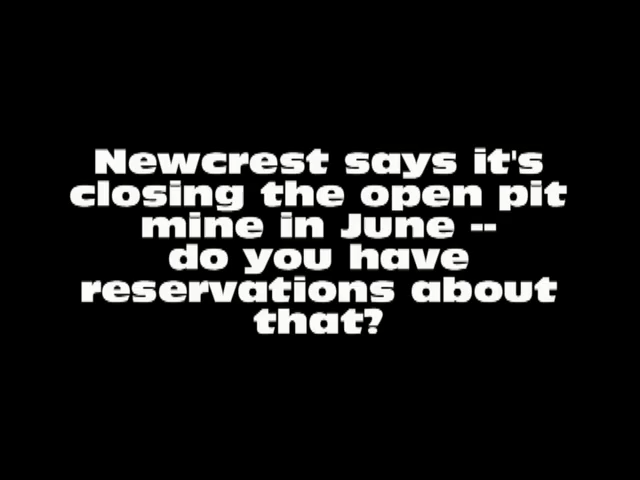 Newcrest says it's
closing the open pit
mine in June --
do you have
reservations about
that?